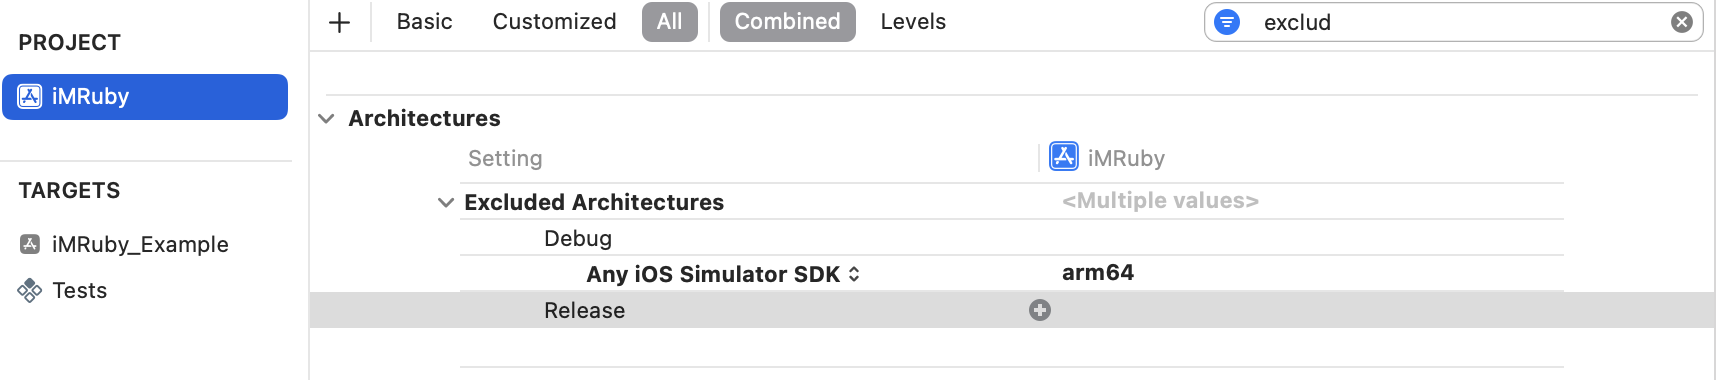 PROJECT
iMRuby
TARGETS
iMRuby_Example
Tests
Basic Customized All Combined Levels exclud
Architectures
Setting iMRuby
Excluded Architectures <Multiple values>
Debug
Any iOS Simulator SDK arm64
Release